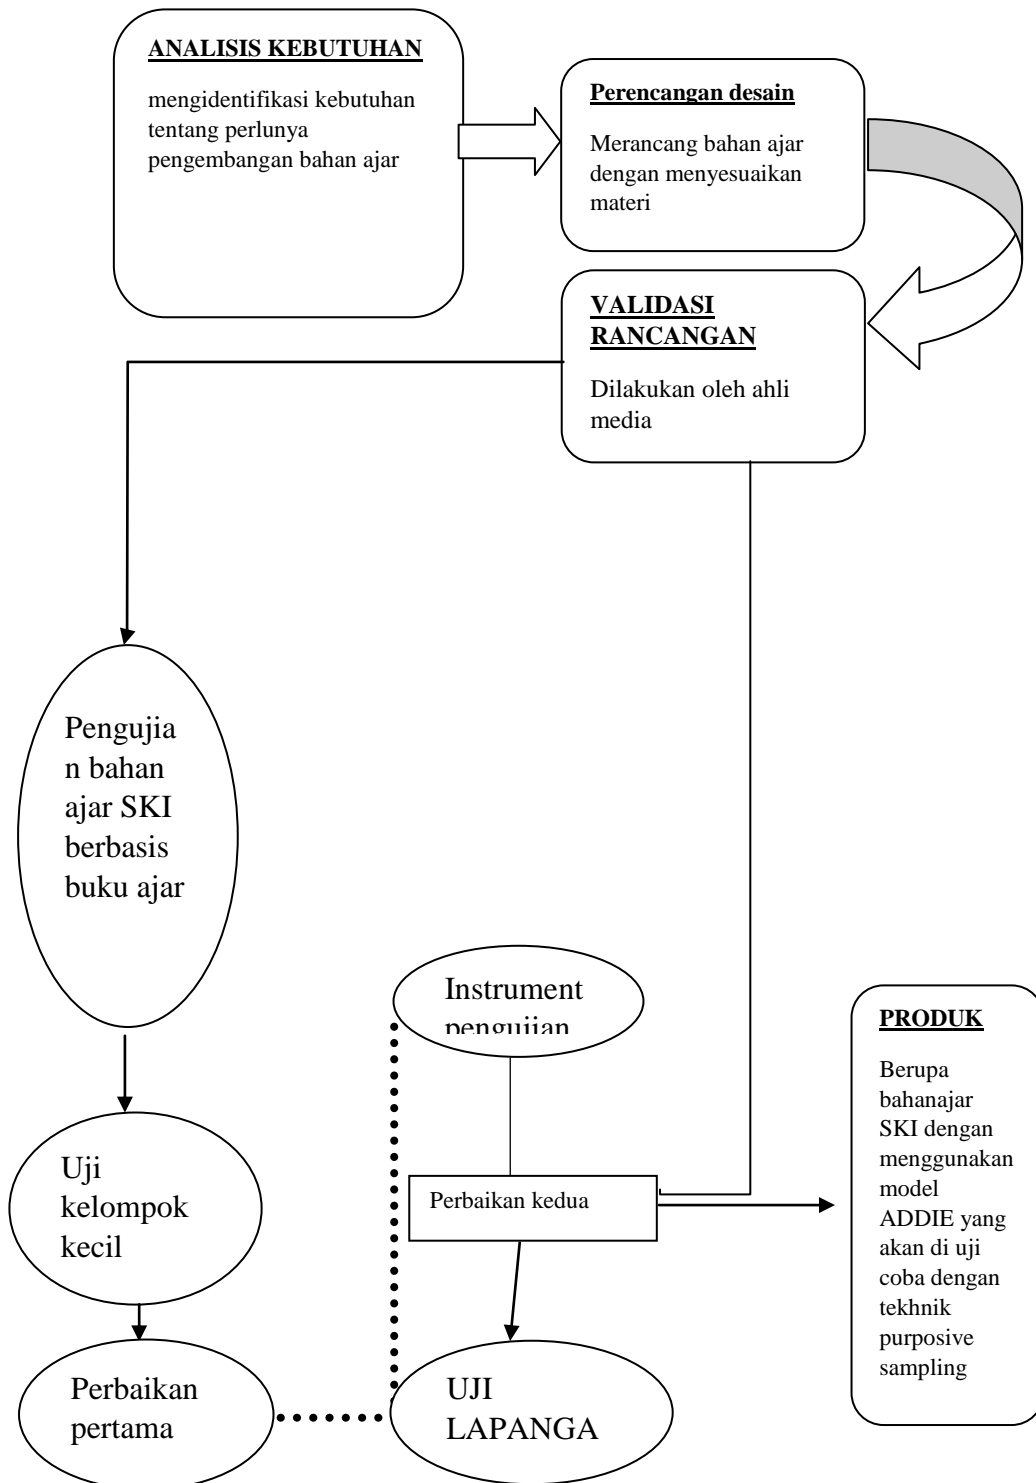 ANALISIS KEBUTUHAN
mengidentifikasi kebutuhan
tentang perlunya
pengembangan bahan ajar
Perencangan desain
Merancang bahan ajar
dengan menyesuaikan
materi
VALIDASI
RANCANGAN
Dilakukan oleh ahli
media
Pengujia
n bahan
ajar SKI
berbasis
buku ajar
Instrument
pengujian
Uji
kelompok
kecil
Perbaikan kedua
PRODUK
Berupa
bahanajar
SKI dengan
menggunakan
model
ADDIE yang
akan di uji
coba dengan
tekhnik
purposive
sampling
Perbaikan
pertama
UJI
LAPANGA